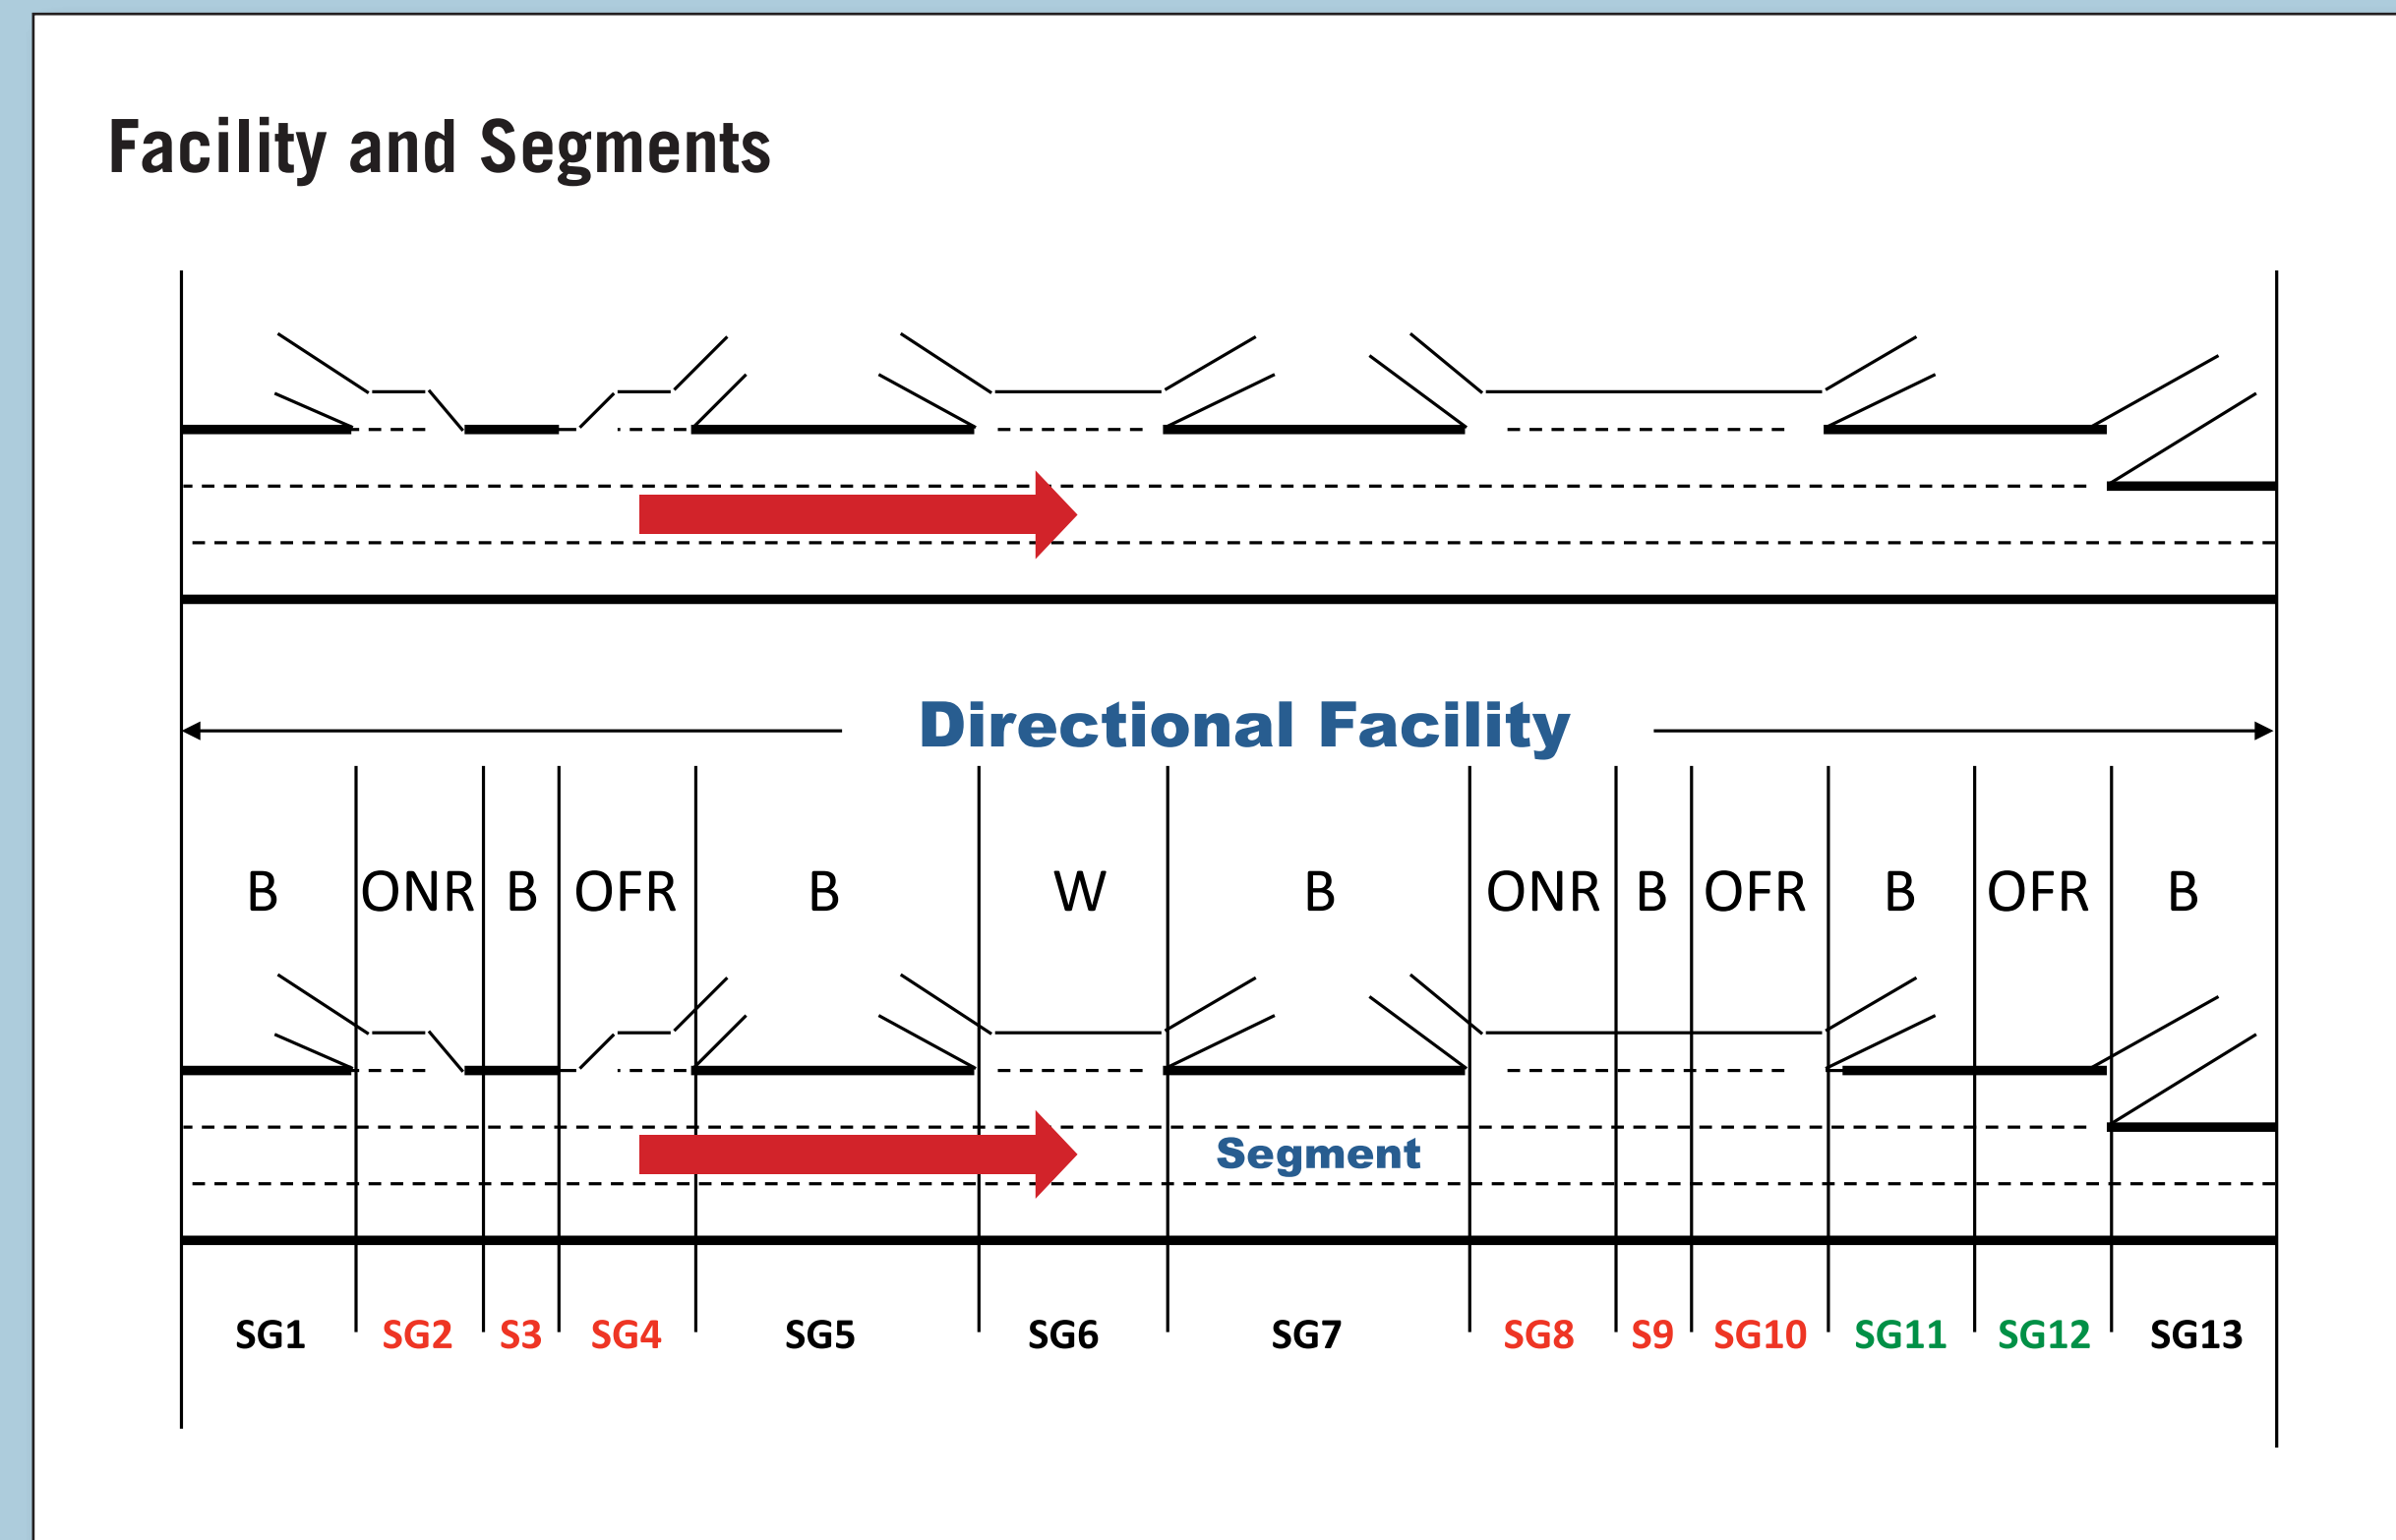 Facility and Segments
Directional Facility
B ONR B OFR B W B ONR B OFR B OFR B
Segment
SG1 SG2 S3 SG4 SG5 SG6 SG7 SG8 S9 SG10 SG11 SG12 SG13